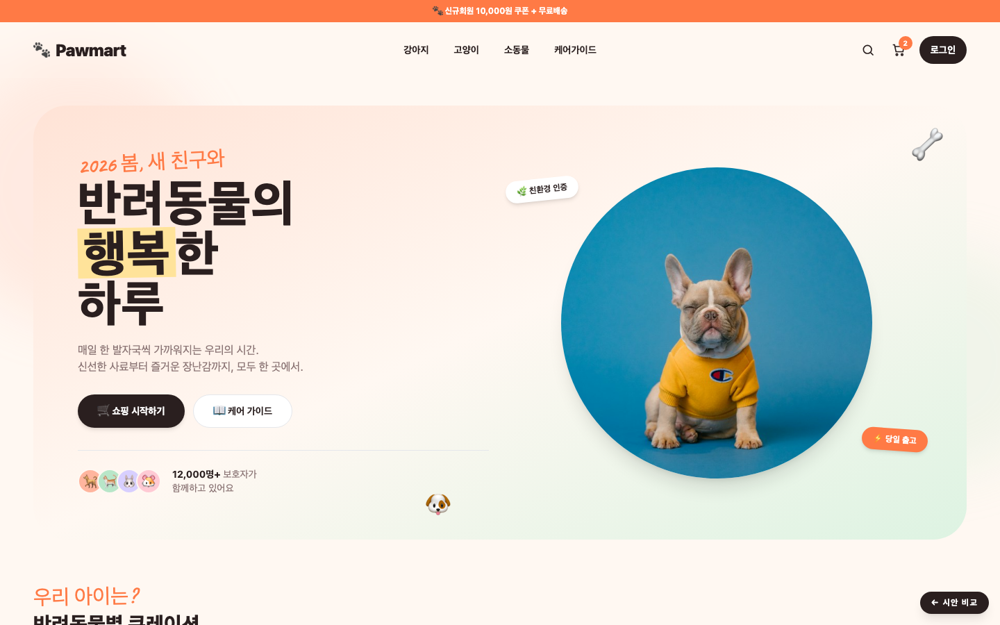 🐾 신규회원 10,000원 쿠폰 + 무료배송
🐾 Pawmart
강아지
고양이
소동물
케어가이드
2
로그인
2026 봄, 새 친구와
반려동물의
행복한
하루
매일 한 발자국씩 가까워지는 우리의 시간.
신선한 사료부터 즐거운 장난감까지, 모두 한 곳에서.
🛒 쇼핑 시작하기
📖 케어 가이드
12,000명+ 보호자가
함께하고 있어요
🌿 친환경 인증
⚡ 당일 출고
우리 아이는?
반려동물별 큐레이션
← 시안 비교